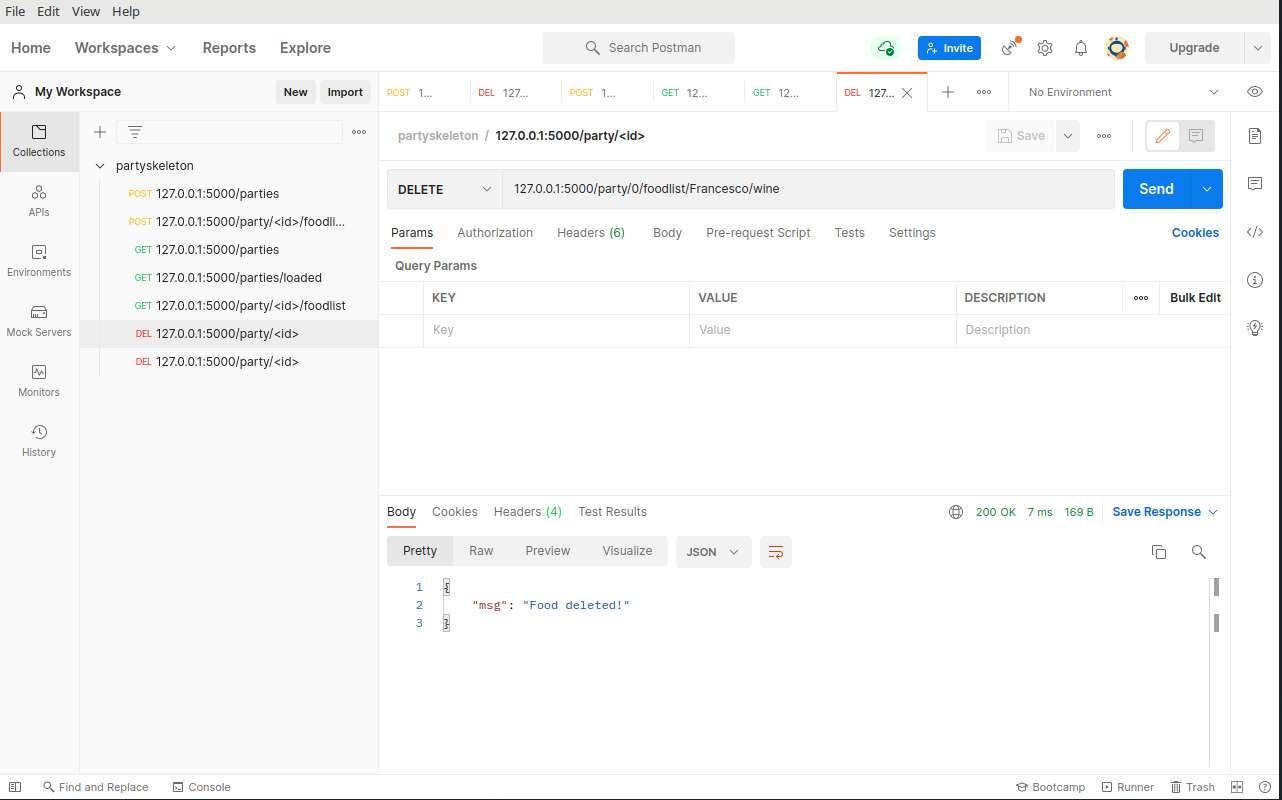 File Edit View Help
Home Workspaces Reports Explore Search Postman Invite Upgrade
My Workspace New Import POST 1... DEL 127... POST 1... GET 12... GET 12... DEL 127... No Environment
partyskeleton / 127.0.0.1:5000/party/<id> Save
Collections
APIs
Environments
Mock Servers
Monitors
History
partyskeleton
POST 127.0.0.1:5000/parties
POST 127.0.0.1:5000/party/<id>/foodli...
GET 127.0.0.1:5000/parties
GET 127.0.0.1:5000/parties/loaded
GET 127.0.0.1:5000/party/<id>/foodlist
DEL 127.0.0.1:5000/party/<id>
DEL 127.0.0.1:5000/party/<id>
DELETE 127.0.0.1:5000/party/0/foodlist/Francesco/wine Send
Params Authorization Headers (6) Body Pre-request Script Tests Settings Cookies
Query Params
KEY VALUE DESCRIPTION Bulk Edit
Key Value Description
Body Cookies Headers (4) Test Results 200 OK 7 ms 169 B Save Response
Pretty Raw Preview Visualize JSON
1 {
2 "msg": "Food deleted!"
3 }
Find and Replace Console Bootcamp Runner Trash